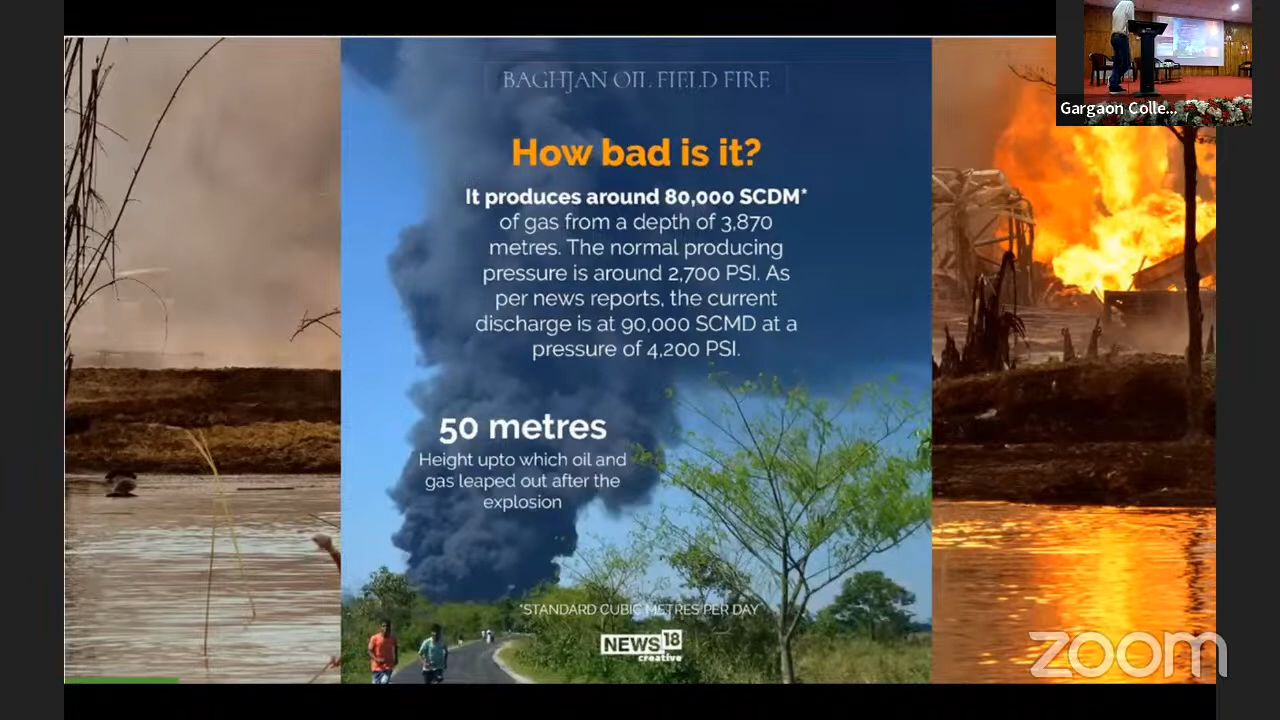 BAGHJAN OIL FIELD FIRE
Gargaon Colle...
How bad is it?
It produces around 80,000 SCDM*
of gas from a depth of 3,870
metres. The normal producing
pressure is around 2,700 PSI. As
per news reports, the current
discharge is at 90,000 SCMD at a
pressure of 4,200 PSI.
50 metres
Height upto which oil and
gas leaped out after the
explosion
*STANDARD CUBIC METRES PER DAY
NEWS 18
creative
zoom